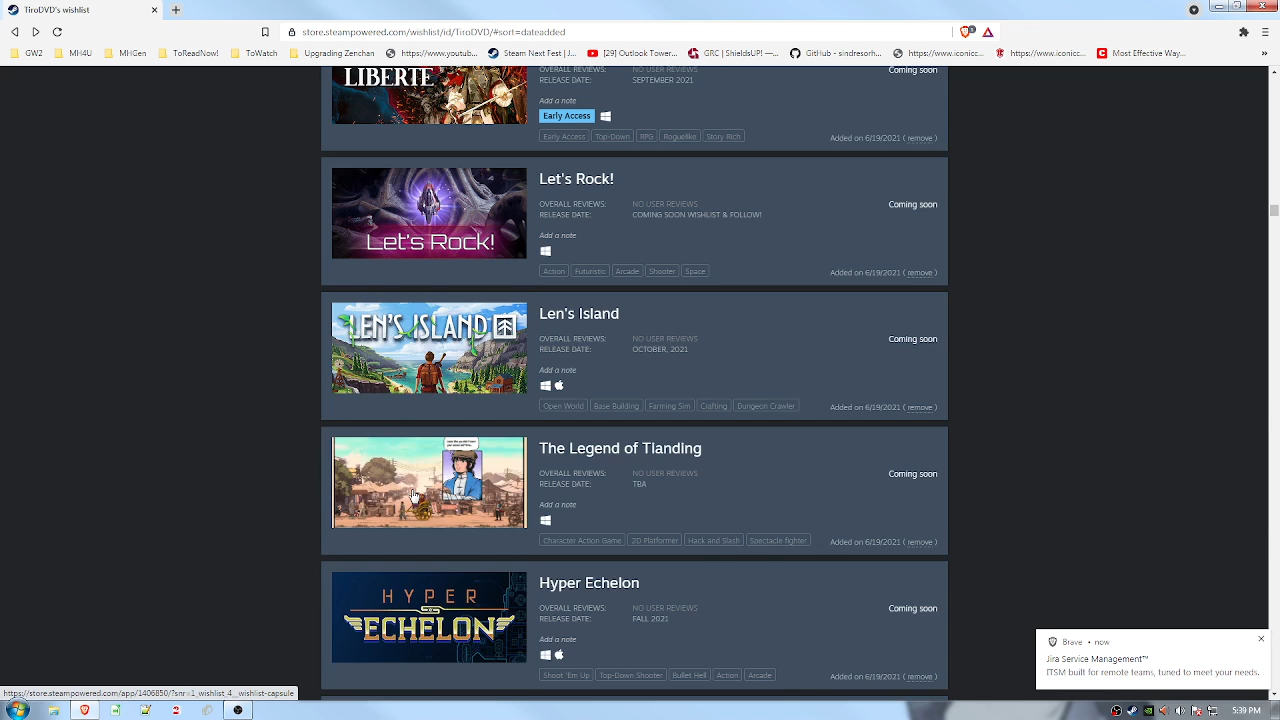 TiroDVD's wishlist
store.steampowered.com/wishlist/id/TiroDVD/#sort=dateadded
GW2
MH4U
MHGen
ToReadNow!
ToWatch
Upgrading Zenchan
https://www.youtube...
Steam Next Fest | I...
[29] Outlook Tower...
GRC | ShieldsUP! —...
GitHub - sindresorh...
https://www.iconicc...
https://www.iconicc...
Most Effective Way...
LIBERTÉ
OVERALL REVIEWS: NO USER REVIEWS
Coming soon
RELEASE DATE: SEPTEMBER 2021
Add a note
Early Access
Early Access Top-Down RPG Roguelike Story Rich
Added on 6/19/2021 ( remove )
Let's Rock!
Let's Rock!
OVERALL REVIEWS: NO USER REVIEWS
Coming soon
RELEASE DATE: COMING SOON WISHLIST & FOLLOW!
Add a note
Action Futuristic Arcade Shooter Space
Added on 6/19/2021 ( remove )
LEN'S ISLAND
Len's Island
OVERALL REVIEWS: NO USER REVIEWS
Coming soon
RELEASE DATE: OCTOBER, 2021
Add a note
Open World Base Building Farming Sim Crafting Dungeon Crawler
Added on 6/19/2021 ( remove )
The Legend of Tianding
OVERALL REVIEWS: NO USER REVIEWS
Coming soon
RELEASE DATE: TBA
Add a note
Character Action Game 2D Platformer Hack and Slash Spectacle fighter
Added on 6/19/2021 ( remove )
HYPER ECHELON
Hyper Echelon
OVERALL REVIEWS: NO USER REVIEWS
Coming soon
RELEASE DATE: FALL 2021
Add a note
Shoot 'Em Up Top-Down Shooter Bullet Hell Action Arcade
Added on 6/19/2021 ( remove )
Brave • now
Jira Service Management™
ITSM built for remote teams, tuned to meet your needs.
5:39 PM